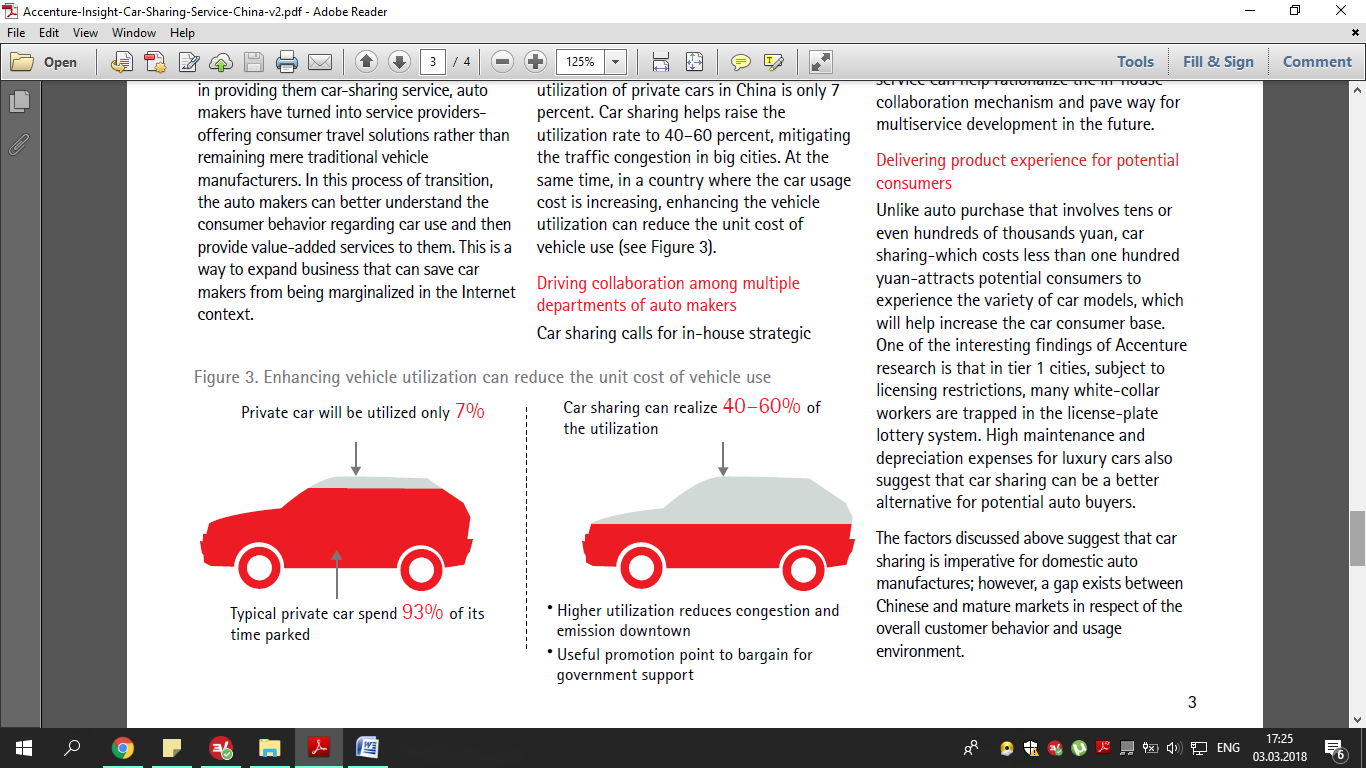 Accenture-Insight-Car-Sharing-Service-China-v2.pdf - Adobe Reader
File Edit View Window Help
Open 3 / 4 125% Tools Fill & Sign Comment
in providing them car-sharing service, auto
makers have turned into service providers-
offering consumer travel solutions rather than
remaining mere traditional vehicle
manufacturers. In this process of transition,
the auto makers can better understand the
consumer behavior regarding car use and then
provide value-added services to them. This is a
way to expand business that can save car
makers from being marginalized in the Internet
context.
utilization of private cars in China is only 7
percent. Car sharing helps raise the
utilization rate to 40–60 percent, mitigating
the traffic congestion in big cities. At the
same time, in a country where the car usage
cost is increasing, enhancing the vehicle
utilization can reduce the unit cost of
vehicle use (see Figure 3).
Driving collaboration among multiple
departments of auto makers
Car sharing calls for in-house strategic
service can help rationalize the in-house
collaboration mechanism and pave way for
multiservice development in the future.
Delivering product experience for potential
consumers
Unlike auto purchase that involves tens or
even hundreds of thousands yuan, car
sharing-which costs less than one hundred
yuan-attracts potential consumers to
experience the variety of car models, which
will help increase the car consumer base.
One of the interesting findings of Accenture
research is that in tier 1 cities, subject to
licensing restrictions, many white-collar
workers are trapped in the license-plate
lottery system. High maintenance and
depreciation expenses for luxury cars also
suggest that car sharing can be a better
alternative for potential auto buyers.
The factors discussed above suggest that car
sharing is imperative for domestic auto
manufactures; however, a gap exists between
Chinese and mature markets in respect of the
overall customer behavior and usage
environment.
Figure 3. Enhancing vehicle utilization can reduce the unit cost of vehicle use
Private car will be utilized only 7%
Typical private car spend 93% of its
time parked
Car sharing can realize 40–60% of
the utilization
• Higher utilization reduces congestion and
emission downtown
• Useful promotion point to bargain for
government support
3
ENG
17:25
03.03.2018
6